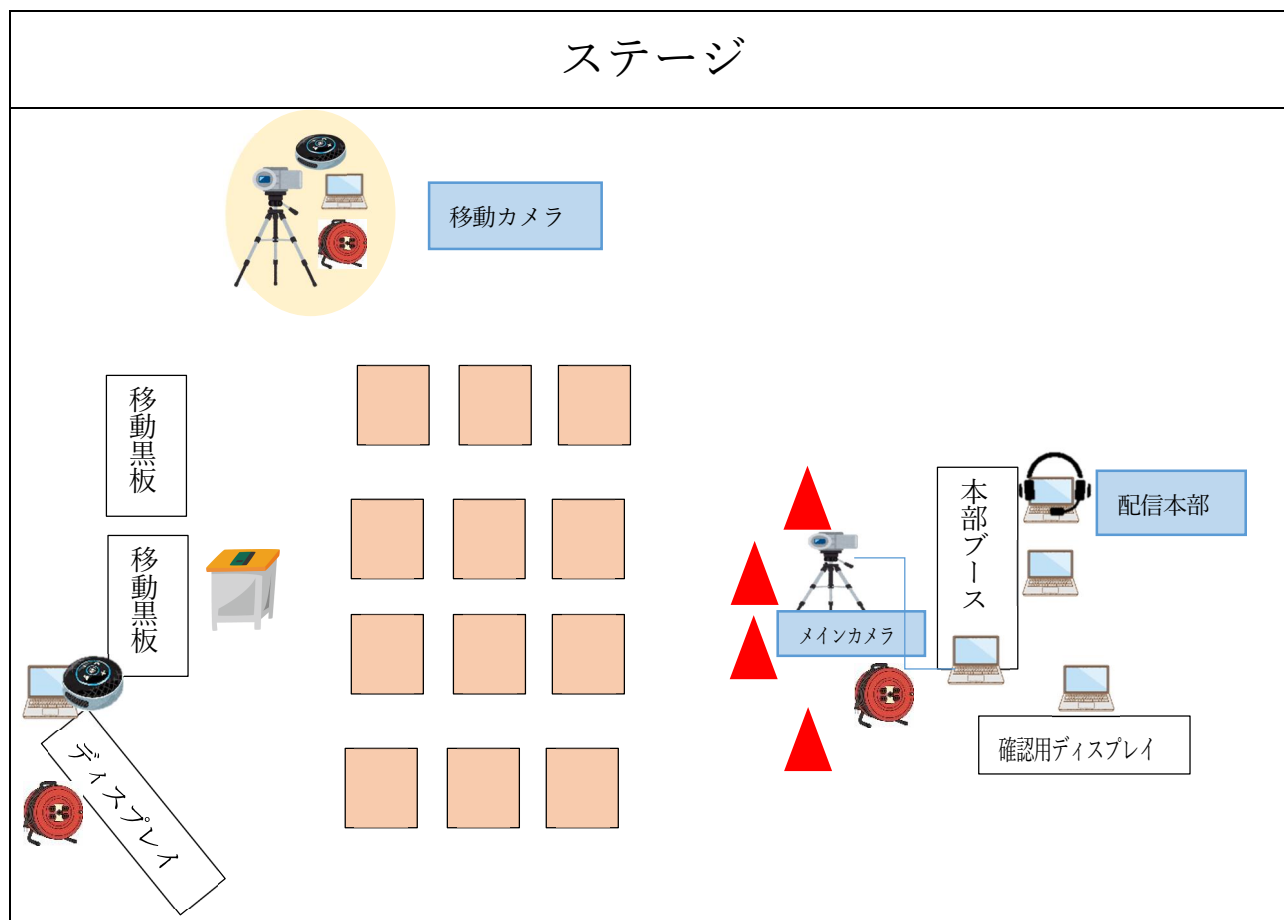 ステージ
移動カメラ
移動黒板
移動黒板
ディスプレイ
本部ブース
配信本部
メインカメラ
確認用ディスプレイ